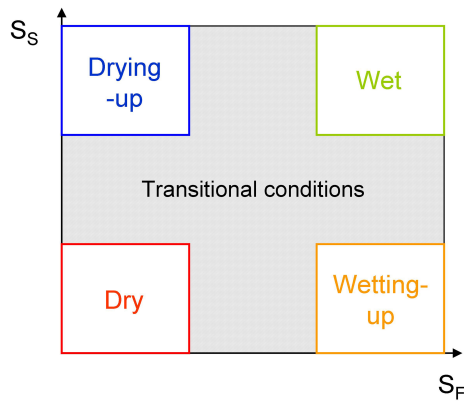 S_S
Drying
-up
Wet
Transitional conditions
Dry
Wetting-
up
S_F